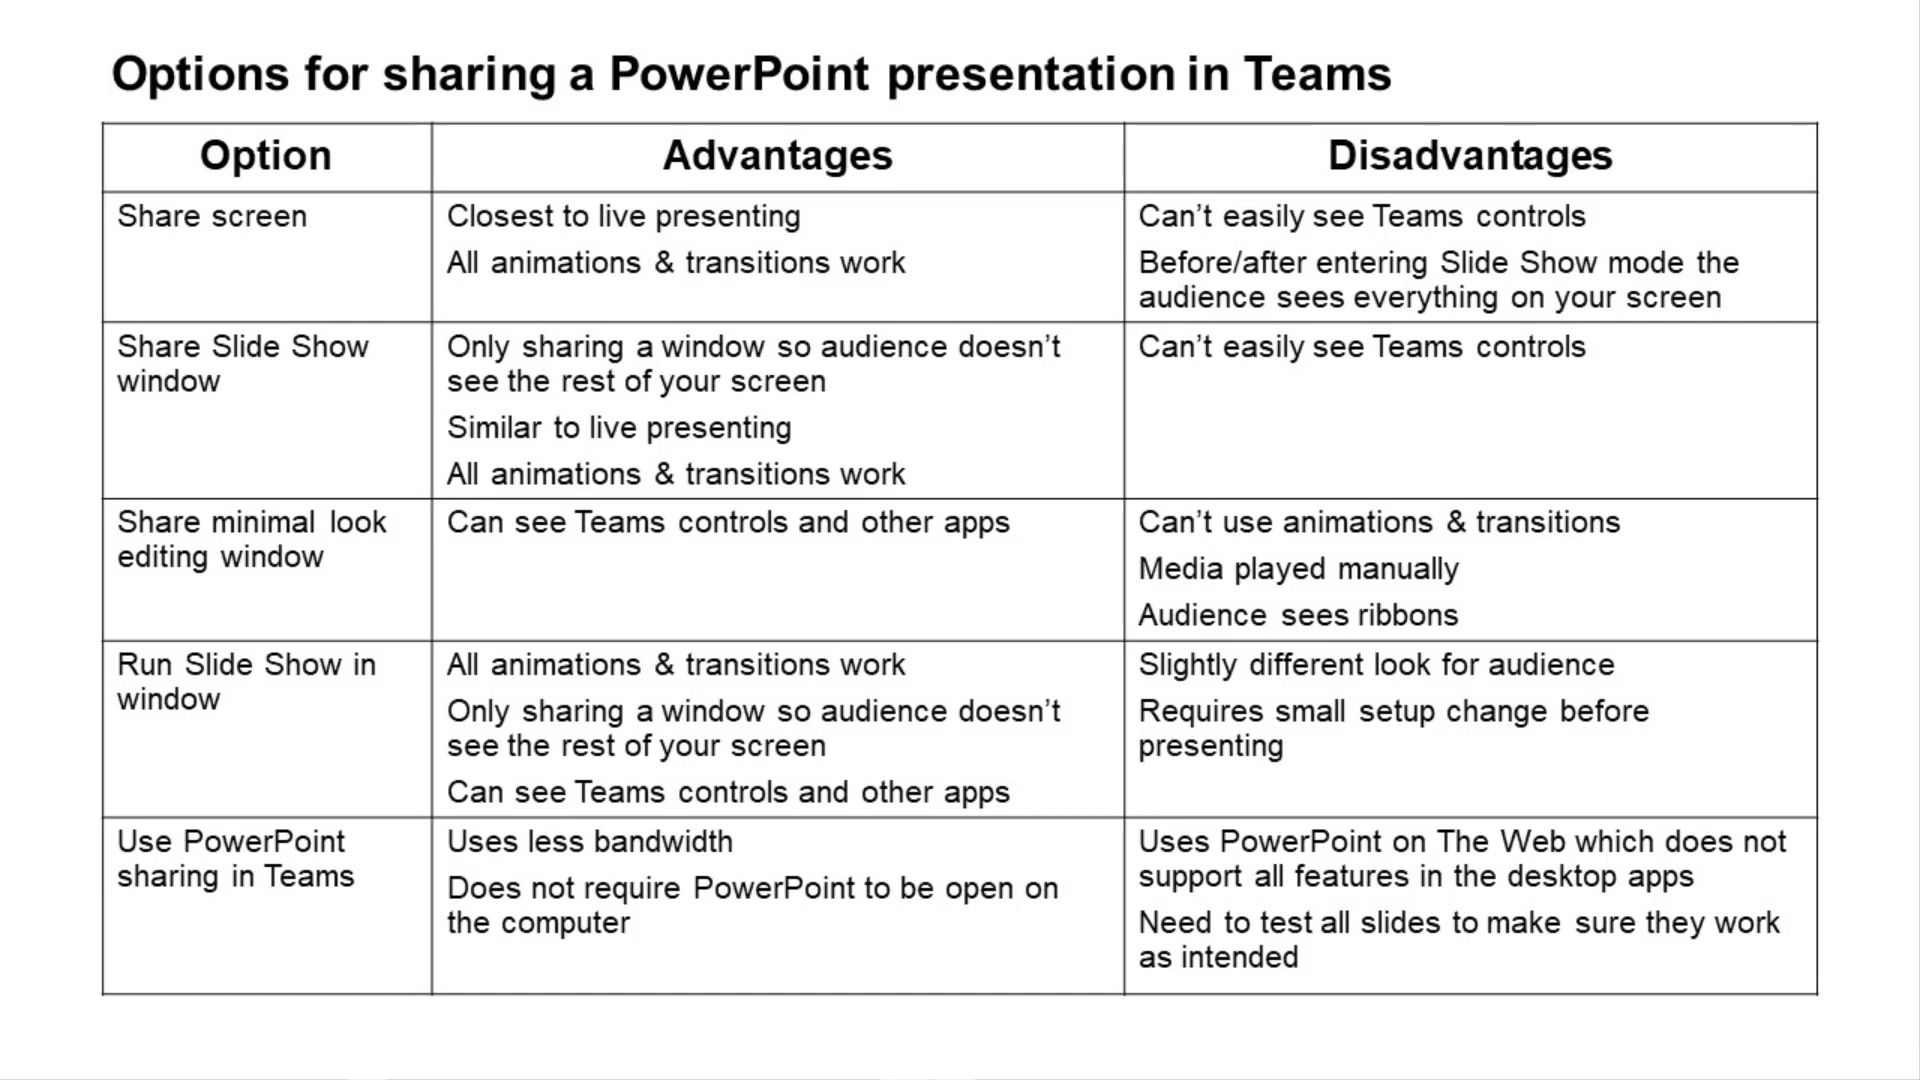 Options for sharing a PowerPoint presentation in Teams
Option
Advantages
Disadvantages
Share screen
Closest to live presenting
All animations & transitions work
Can’t easily see Teams controls
Before/after entering Slide Show mode the
audience sees everything on your screen
Share Slide Show
window
Only sharing a window so audience doesn’t
see the rest of your screen
Similar to live presenting
All animations & transitions work
Can’t easily see Teams controls
Share minimal look
editing window
Can see Teams controls and other apps
Can’t use animations & transitions
Media played manually
Audience sees ribbons
Run Slide Show in
window
All animations & transitions work
Only sharing a window so audience doesn’t
see the rest of your screen
Can see Teams controls and other apps
Slightly different look for audience
Requires small setup change before
presenting
Use PowerPoint
sharing in Teams
Uses less bandwidth
Does not require PowerPoint to be open on
the computer
Uses PowerPoint on The Web which does not
support all features in the desktop apps
Need to test all slides to make sure they work
as intended